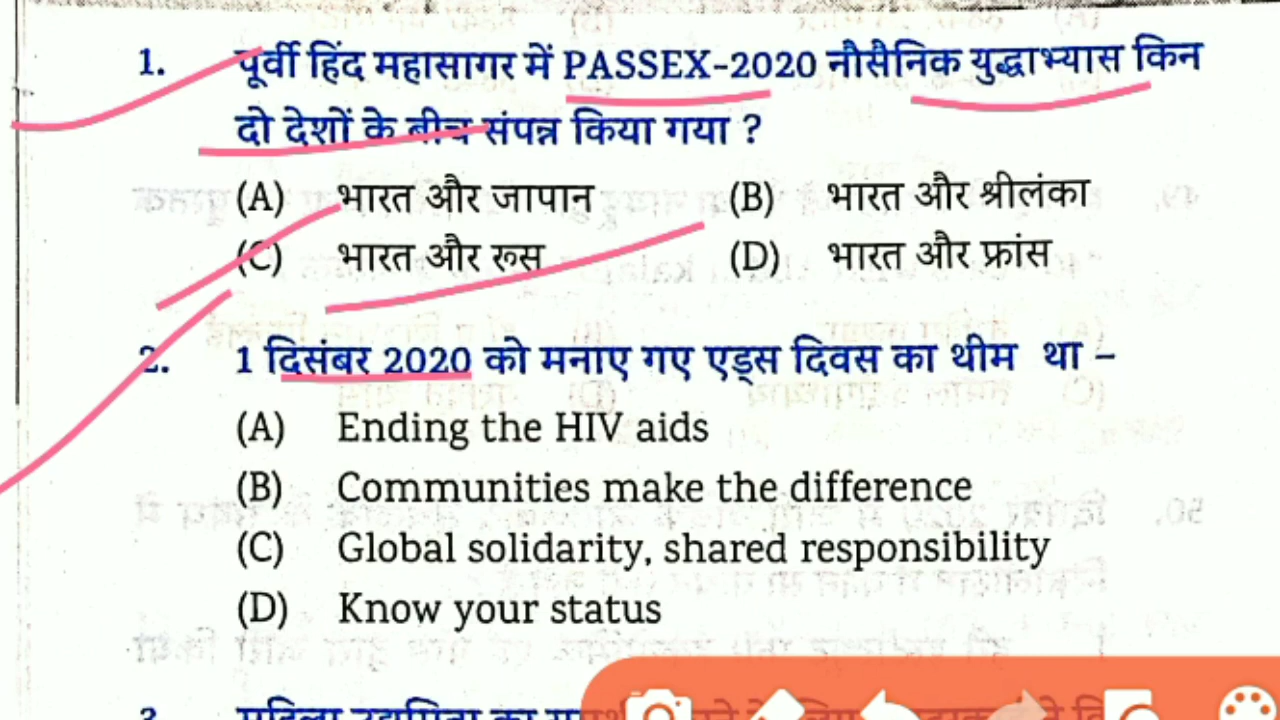 1. पूर्वी हिंद महासागर में PASSEX-2020 नौसैनिक युद्धाभ्यास किन
दो देशों के बीच संपन्न किया गया ?
(A) भारत और जापान (B) भारत और श्रीलंका
(C) भारत और रूस (D) भारत और फ्रांस
2. 1 दिसंबर 2020 को मनाए गए एड्स दिवस का थीम था –
(A) Ending the HIV aids
(B) Communities make the difference
(C) Global solidarity, shared responsibility
(D) Know your status